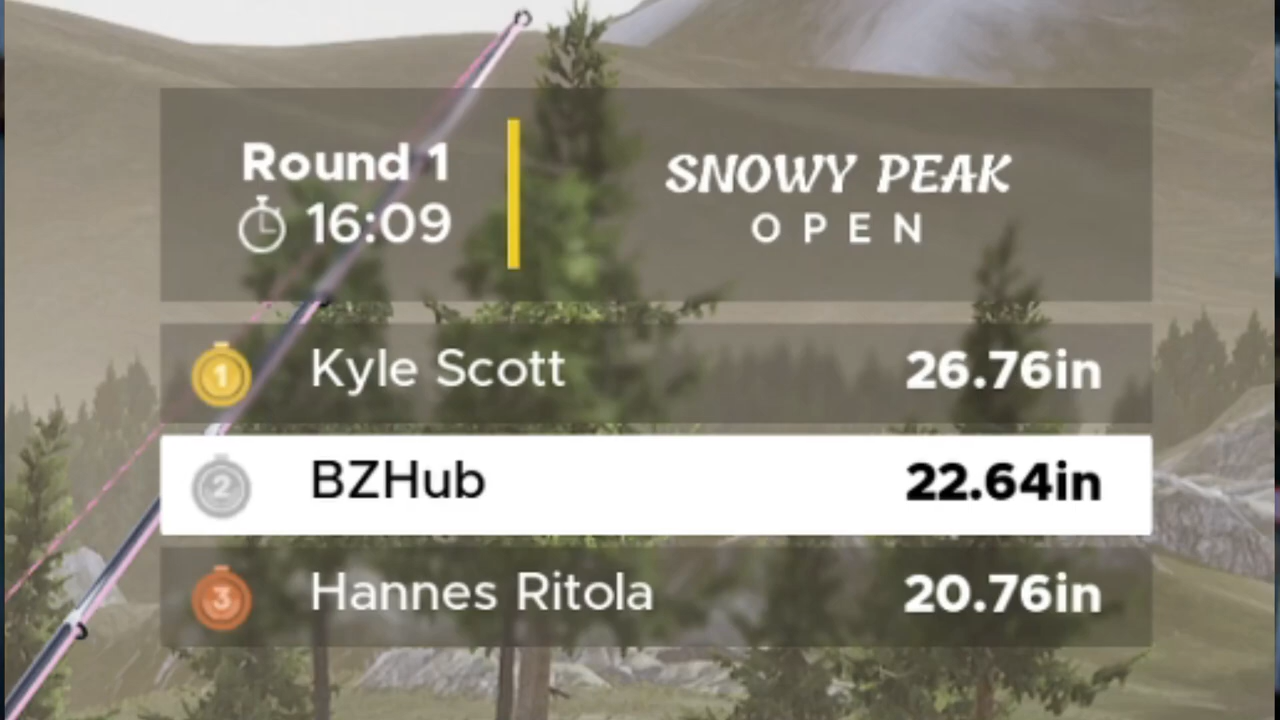 Round 1
16:09
SNOWY PEAK
OPEN
1 Kyle Scott 26.76in
2 BZHub 22.64in
3 Hannes Ritola 20.76in